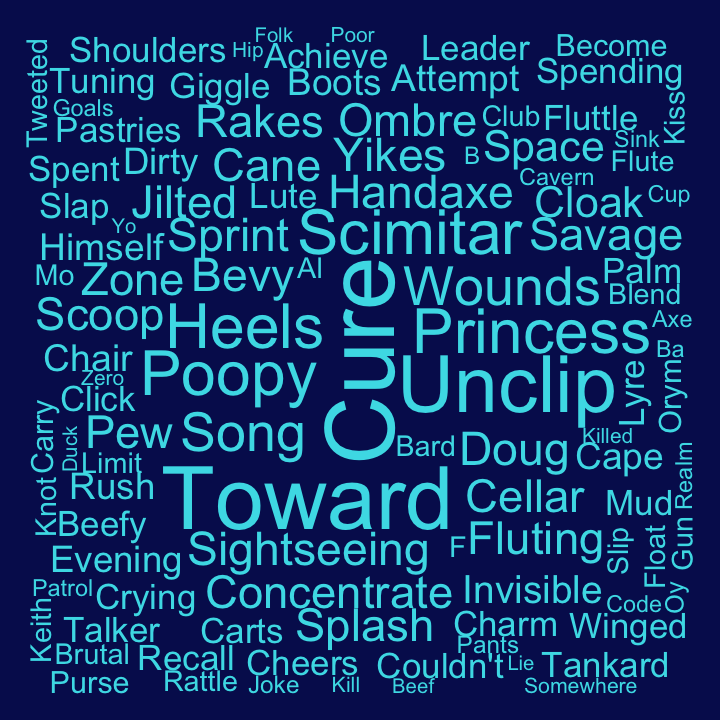 Folk
Poor
Shoulders
Hip
Achieve
Leader
Become
Tweeted
Tuning
Giggle
Boots
Attempt
Spending
Goals
Kiss
Pastries
Rakes
Ombre
Club
Fluttle
Sink
Spent
Dirty
Cane
Yikes
B
Space
Flute
Cavern
Slap
Jilted
Lute
Handaxe
Cloak
Cup
Yo
Himself
Sprint
Scimitar
Savage
Mo
Zone
Bevy
Al
Wounds
Palm
Blend
Scoop
Heels
Cure
Princess
Axe
Chair
Zero
Poopy
Unclip
Ba
Click
Lyre
Orym
Carry
Duck
Pew
Song
Bard
Doug
Killed
Cape
Limit
Realm
Knot
Rush
Toward
Cellar
Mud
Beefy
Gun
Evening
Sightseeing
F
Fluting
Slip
Float
Patrol
Crying
Concentrate
Invisible
Code
Oy
Keith
Talker
Carts
Splash
Charm
Winged
Pants
Brutal
Recall
Cheers
Couldn't
Lie
Tankard
Purse
Rattle
Joke
Kill
Beef
Somewhere